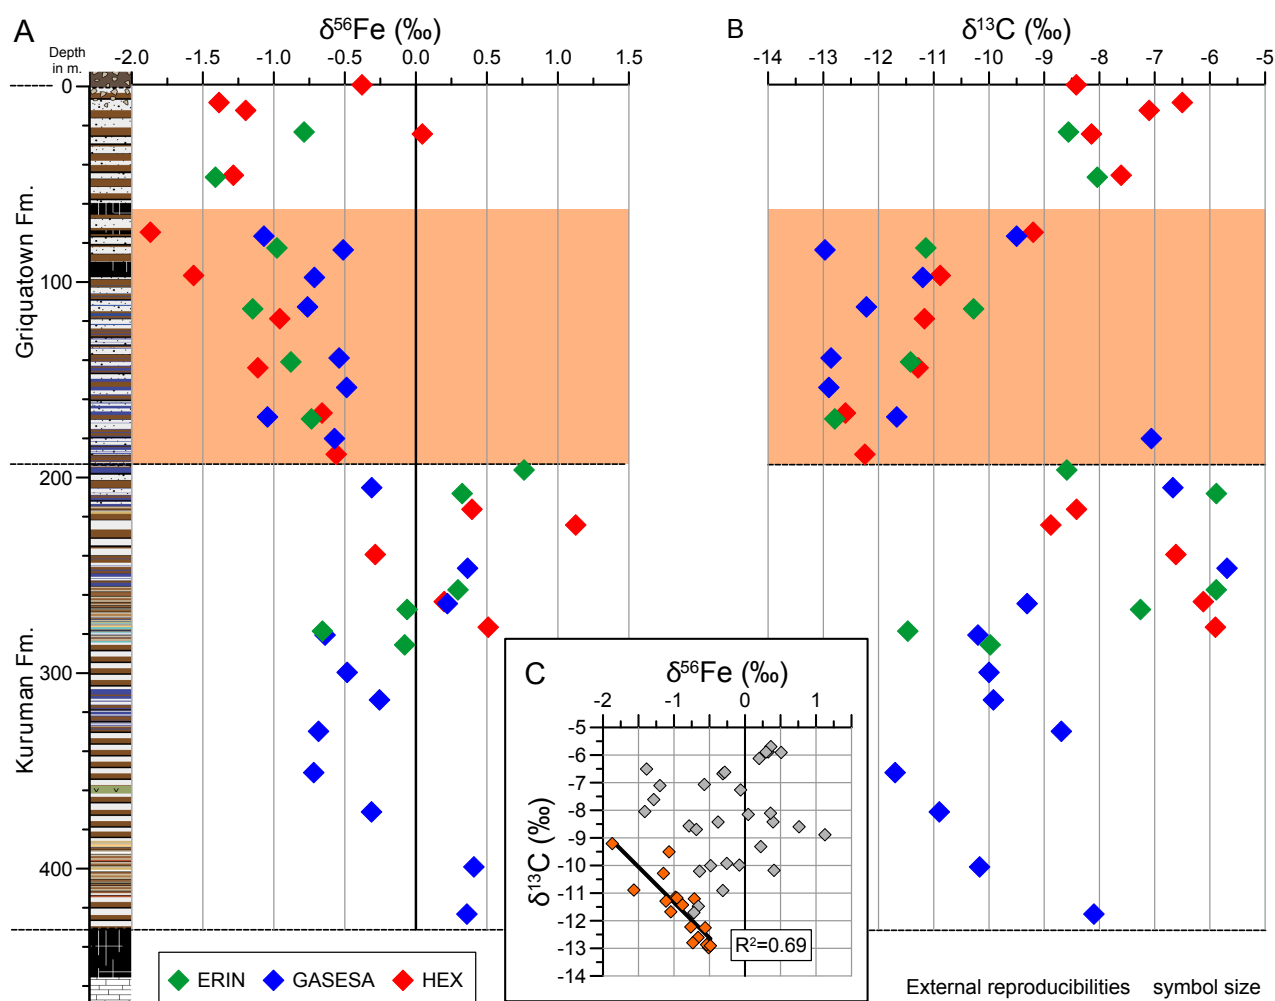 A
δ⁵⁶Fe (‰)
B
δ¹³C (‰)
Depth
in m.
-2.0 -1.5 -1.0 -0.5 0.0 0.5 1.0 1.5
-14 -13 -12 -11 -10 -9 -8 -7 -6 -5
0
100
200
300
400
Griquatown Fm.
Kuruman Fm.
C
δ⁵⁶Fe (‰)
-2 -1 0 1
δ¹³C (‰)
-5
-6
-7
-8
-9
-10
-11
-12
-13
-14
R²=0.69
ERIN GASESA HEX
External reproducibilities symbol size